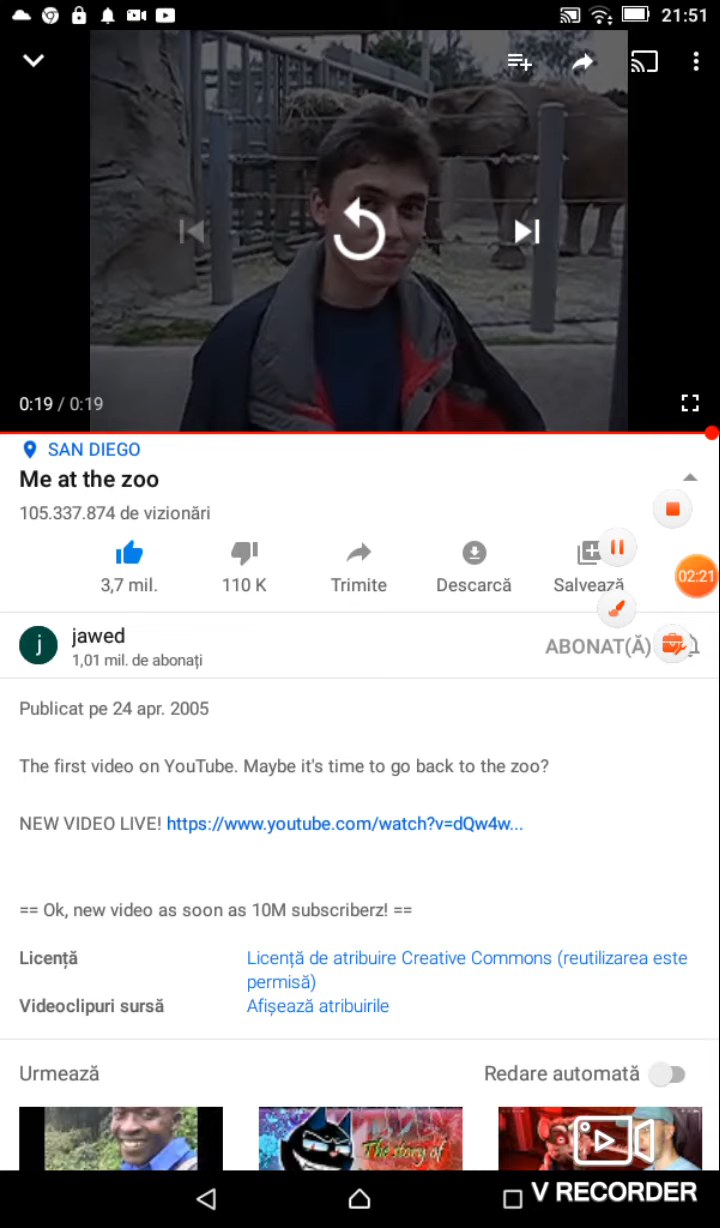 21:51
0:19 / 0:19
SAN DIEGO
Me at the zoo
105.337.874 de vizionări
3,7 mil.
110 K
Trimite
Descarcă
Salvează
02:21
j
jawed
ABONAT(Ă)
1,01 mil. de abonați
Publicat pe 24 apr. 2005
The first video on YouTube. Maybe it's time to go back to the zoo?
NEW VIDEO LIVE! https://www.youtube.com/watch?v=dQw4w...
== Ok, new video as soon as 10M subscriberz! ==
Licență
Licență de atribuire Creative Commons (reutilizarea este
permisă)
Videoclipuri sursă
Afișează atribuirile
Urmează
Redare automată
The story of
V RECORDER